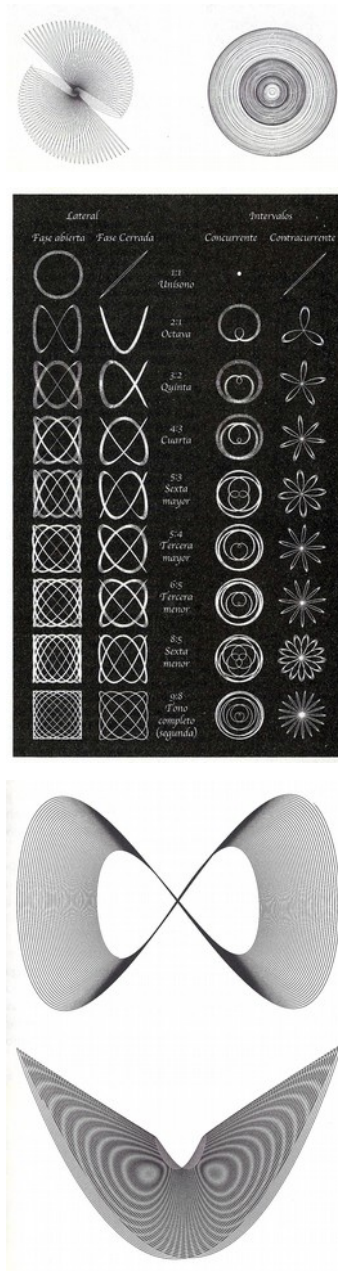 Lateral
Intervalos
Fase abierta
Fase Cerrada
Concurrente
Contracurrente
1:1
Unísono
2:1
Octava
3:2
Quinta
4:3
Cuarta
5:3
Sexta
mayor
5:4
Tercera
mayor
6:5
Tercera
menor
8:5
Sexta
menor
9:8
Tono
completo
(segunda)